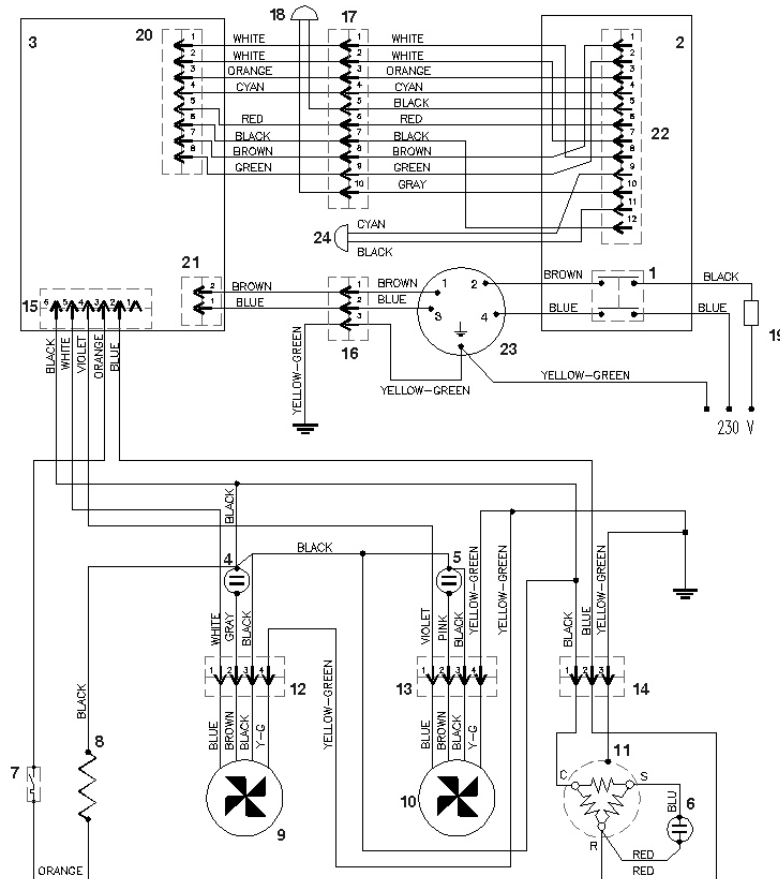 3
20
18
17
2
1
2
3
4
5
6
7
8
WHITE
WHITE
ORANGE
CYAN
RED
BLACK
BROWN
GREEN
1
2
3
4
5
6
7
8
9
10
WHITE
WHITE
ORANGE
CYAN
BLACK
RED
BLACK
BROWN
GREEN
GRAY
1
2
3
4
5
6
7
8
9
10
11
12
22
24
CYAN
BLACK
21
2
1
BROWN
BLUE
1
2
3
16
BROWN
BLUE
1
2
3
4
23
BROWN
BLUE
1
BLACK
BLUE
19
15
6
5
4
3
2
1
BLACK
WHITE
VIOLET
ORANGE
BLUE
YELLOW-GREEN
YELLOW-GREEN
YELLOW-GREEN
230 V
BLACK
4
BLACK
5
WHITE
GRAY
BLACK
VIOLET
PINK
BLACK
YELLOW-GREEN
YELLOW-GREEN
BLACK
BLUE
YELLOW-GREEN
1
2
3
4
12
YELLOW-GREEN
13
1
2
3
4
1
2
3
14
BLACK
BLUE
BROWN
BLACK
Y-G
BLUE
BROWN
BLACK
Y-G
7
8
9
10
11
C
S
R
BLU
6
RED
RED
ORANGE